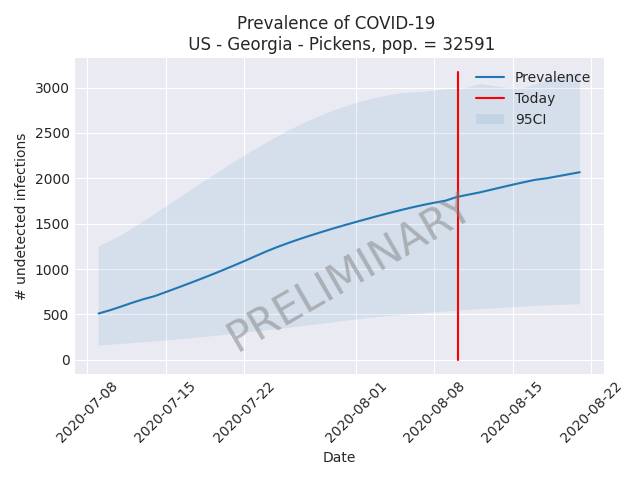 Prevalence of COVID-19
US - Georgia - Pickens, pop. = 32591
# undetected infections
3000
2500
2000
1500
1000
500
0
Prevalence
Today
95CI
PRELIMINARY
2020-07-08
2020-07-15
2020-07-22
2020-08-01
2020-08-08
2020-08-15
2020-08-22
Date